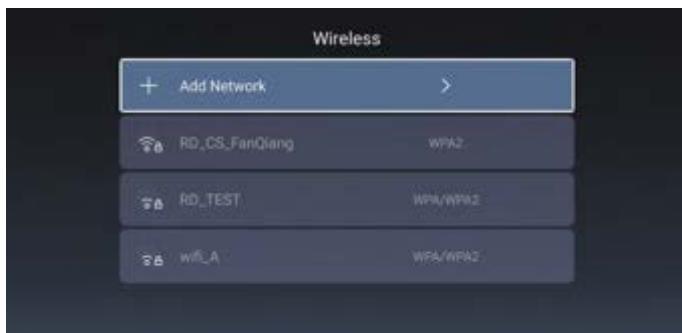 Wireless
+ Add Network >
RD_CS_FanQiang WPA2
RD_TEST WPA/WPA2
wifi_A WPA/WPA2